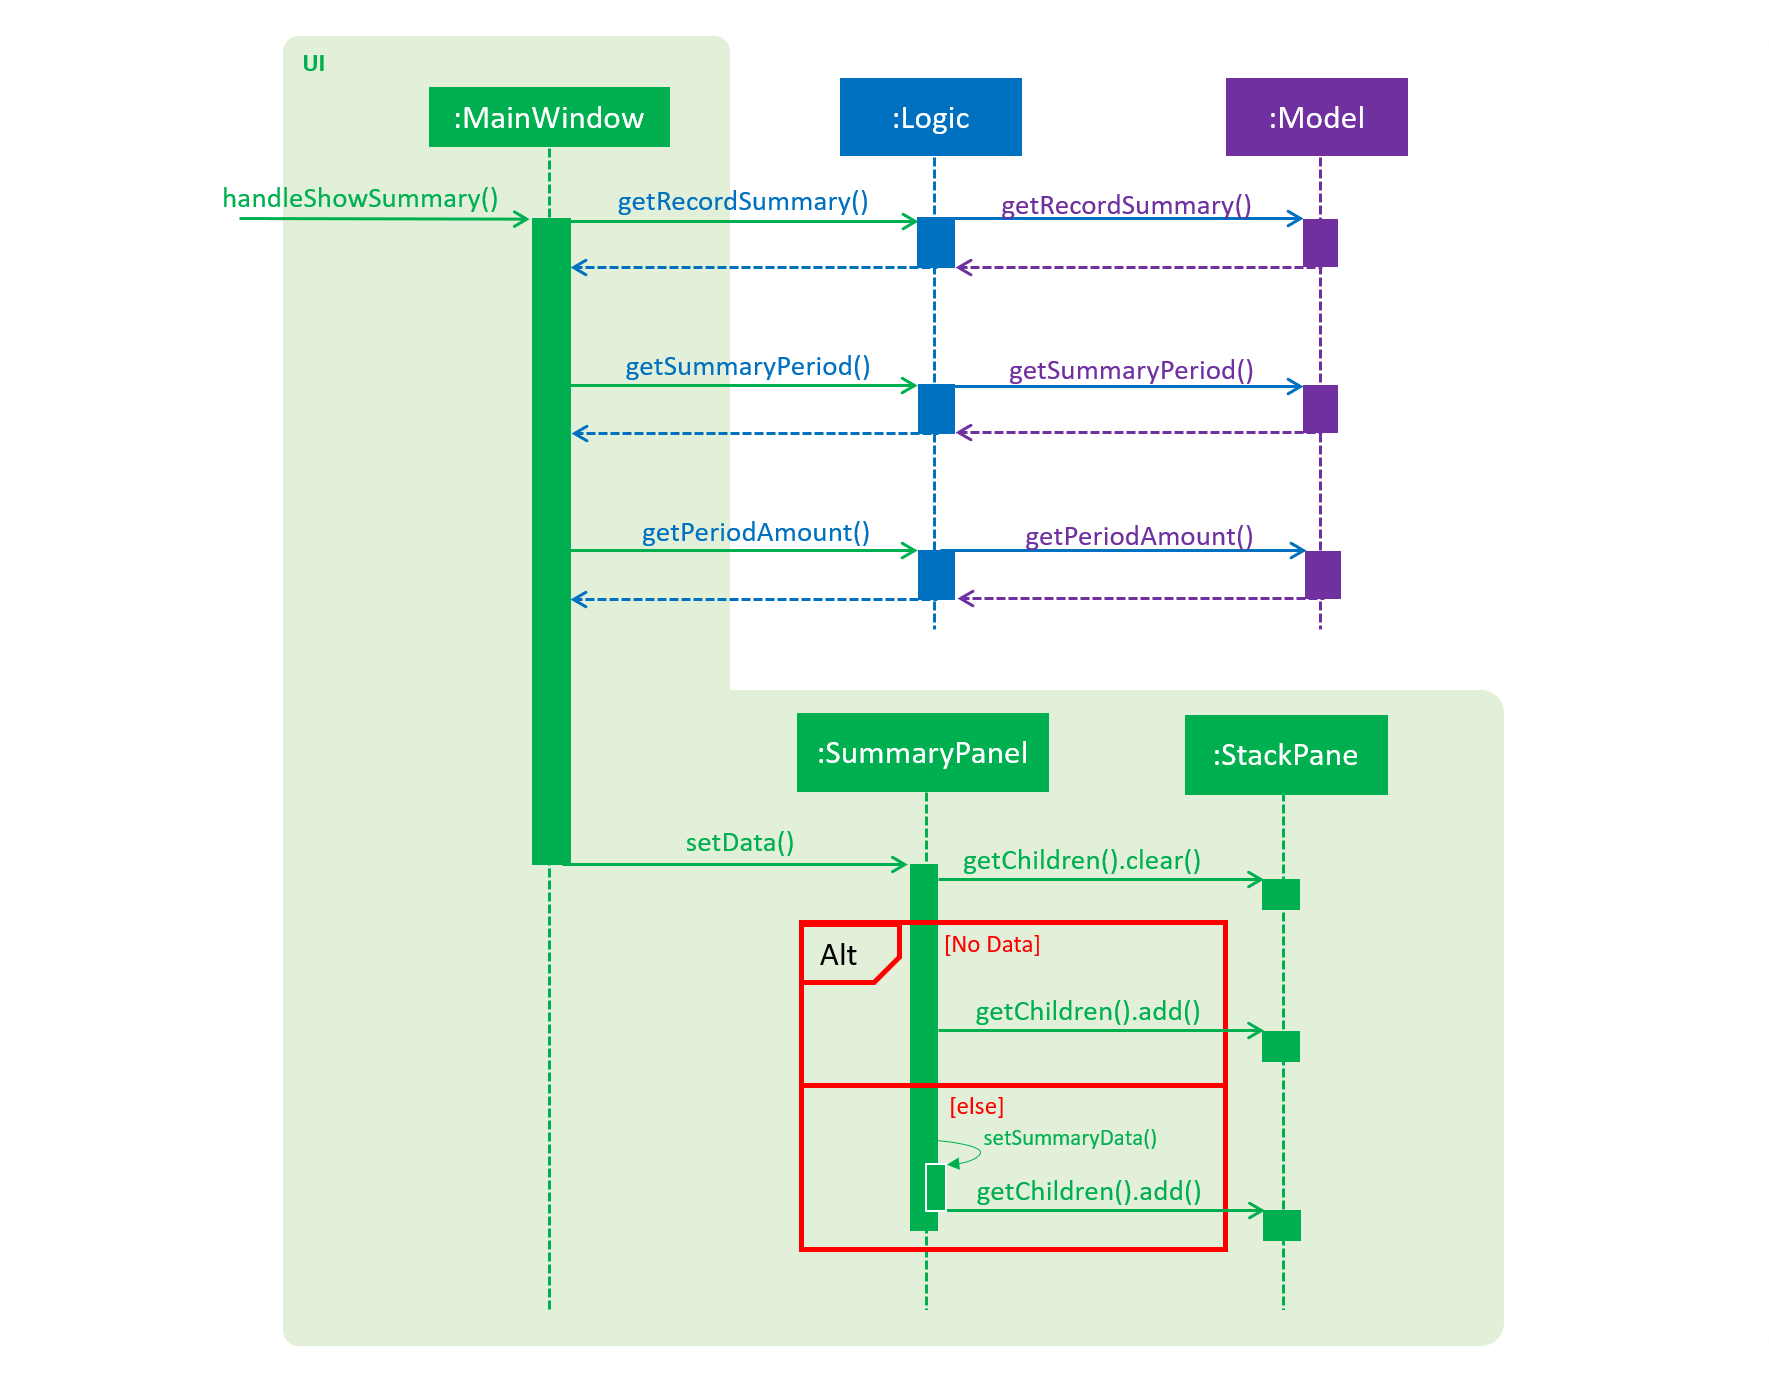 UI
:MainWindow
:Logic
:Model
handleShowSummary()
getRecordSummary()
getRecordSummary()
getSummaryPeriod()
getSummaryPeriod()
getPeriodAmount()
getPeriodAmount()
:SummaryPanel
:StackPane
setData()
getChildren().clear()
Alt
[No Data]
getChildren().add()
[else]
setSummaryData()
getChildren().add()